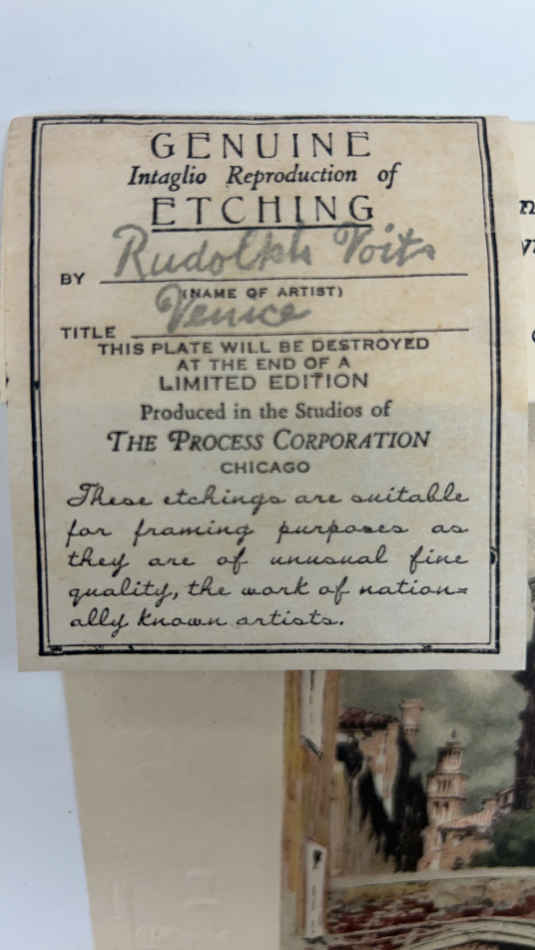 GENUINE
Intaglio Reproduction of
ETCHING
BY Rudolph Voits
(NAME OF ARTIST)
TITLE Venice
THIS PLATE WILL BE DESTROYED
AT THE END OF A
LIMITED EDITION
Produced in the Studios of
THE PROCESS CORPORATION
CHICAGO
These etchings are suitable
for framing purposes as
they are of unusual fine
quality, the work of nation=
ally known artists.